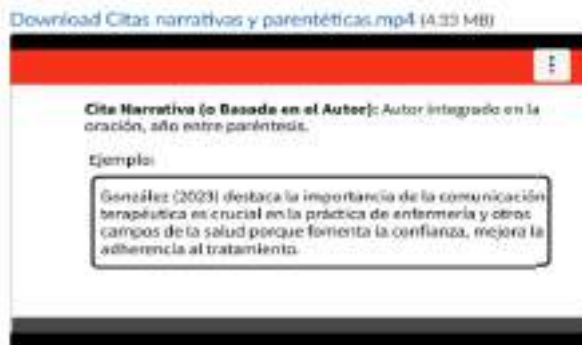 Download Citas narrativas y parentéticas.mp4 (4.33 MB)
Cita Narrativa (o Basada en el Autor): Autor integrado en la
oración, año entre paréntesis.
Ejemplo:
González (2023) destaca la importancia de la comunicación
terapéutica es crucial en la práctica de enfermería y otros
campos de la salud porque fomenta la confianza, mejora la
adherencia al tratamiento.